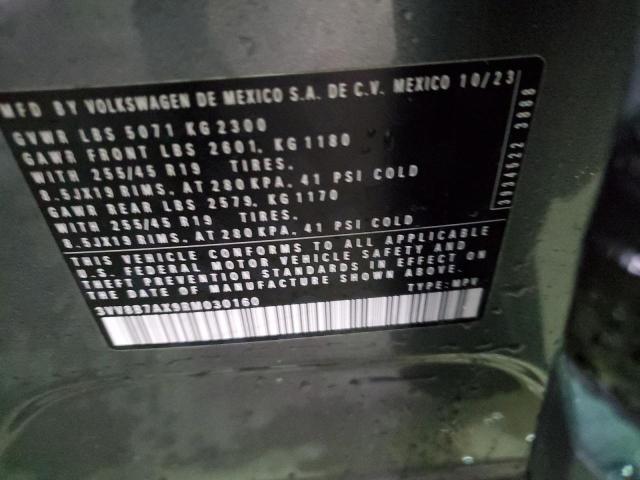 MFD BY VOLKSWAGEN DE MEXICO S.A. DE C.V. MEXICO 10/23
GVWR LBS 5071 KG 2300
GAWR FRONT LBS 2601, KG 1180
WITH 255/45 R19 TIRES.
8.5JX19 RIMS, AT 280 KPA, 41 PSI COLD
GAWR REAR LBS 2579, KG 1170
WITH 255/45 R19 TIRES.
8.5JX19 RIMS, AT 280 KPA, 41 PSI COLD
THIS VEHICLE CONFORMS TO ALL APPLICABLE
U.S. FEDERAL MOTOR VEHICLE SAFETY AND
THEFT PREVENTION STANDARDS IN EFFECT ON
THE DATE OF MANUFACTURE SHOWN ABOVE.
TYPE: MPV
3134522 3888